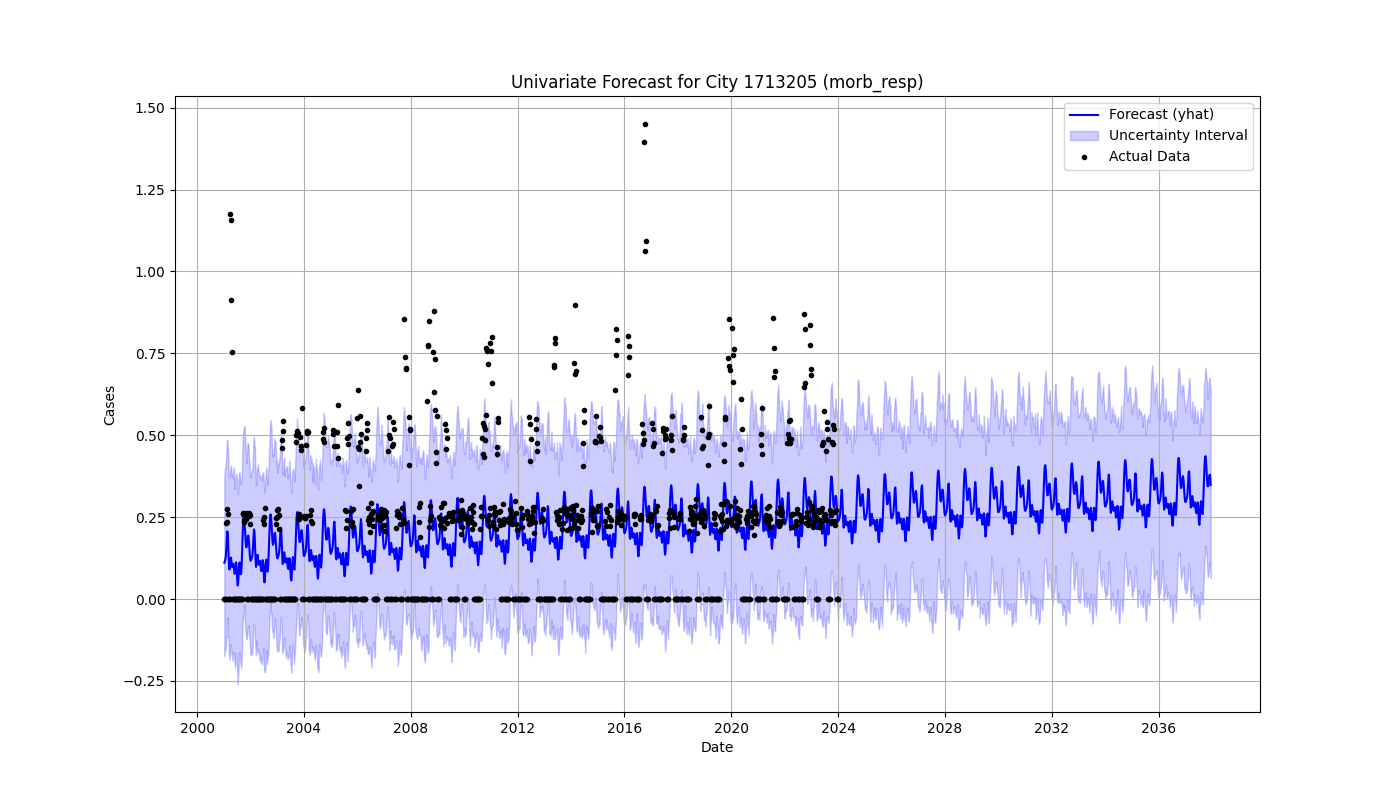 Univariate Forecast for City 1713205 (morb_resp)
Forecast (yhat)
Uncertainty Interval
Actual Data
1.50
1.25
1.00
0.75
0.50
0.25
0.00
−0.25
Cases
2000 2004 2008 2012 2016 2020 2024 2028 2032 2036
Date